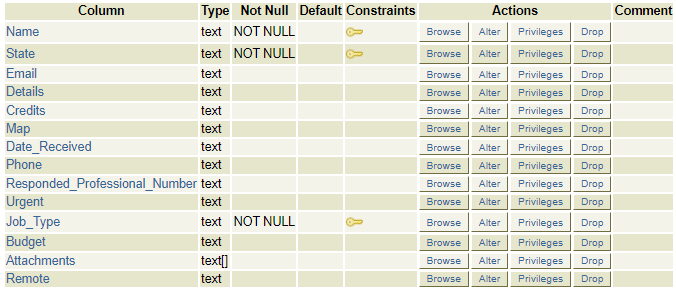 Column Type Not Null Default Constraints Actions Comment
Name text NOT NULL Browse Alter Privileges Drop
State text NOT NULL Browse Alter Privileges Drop
Email text Browse Alter Privileges Drop
Details text Browse Alter Privileges Drop
Credits text Browse Alter Privileges Drop
Map text Browse Alter Privileges Drop
Date_Received text Browse Alter Privileges Drop
Phone text Browse Alter Privileges Drop
Responded_Professional_Number text Browse Alter Privileges Drop
Urgent text Browse Alter Privileges Drop
Job_Type text NOT NULL Browse Alter Privileges Drop
Budget text Browse Alter Privileges Drop
Attachments text[] Browse Alter Privileges Drop
Remote text Browse Alter Privileges Drop